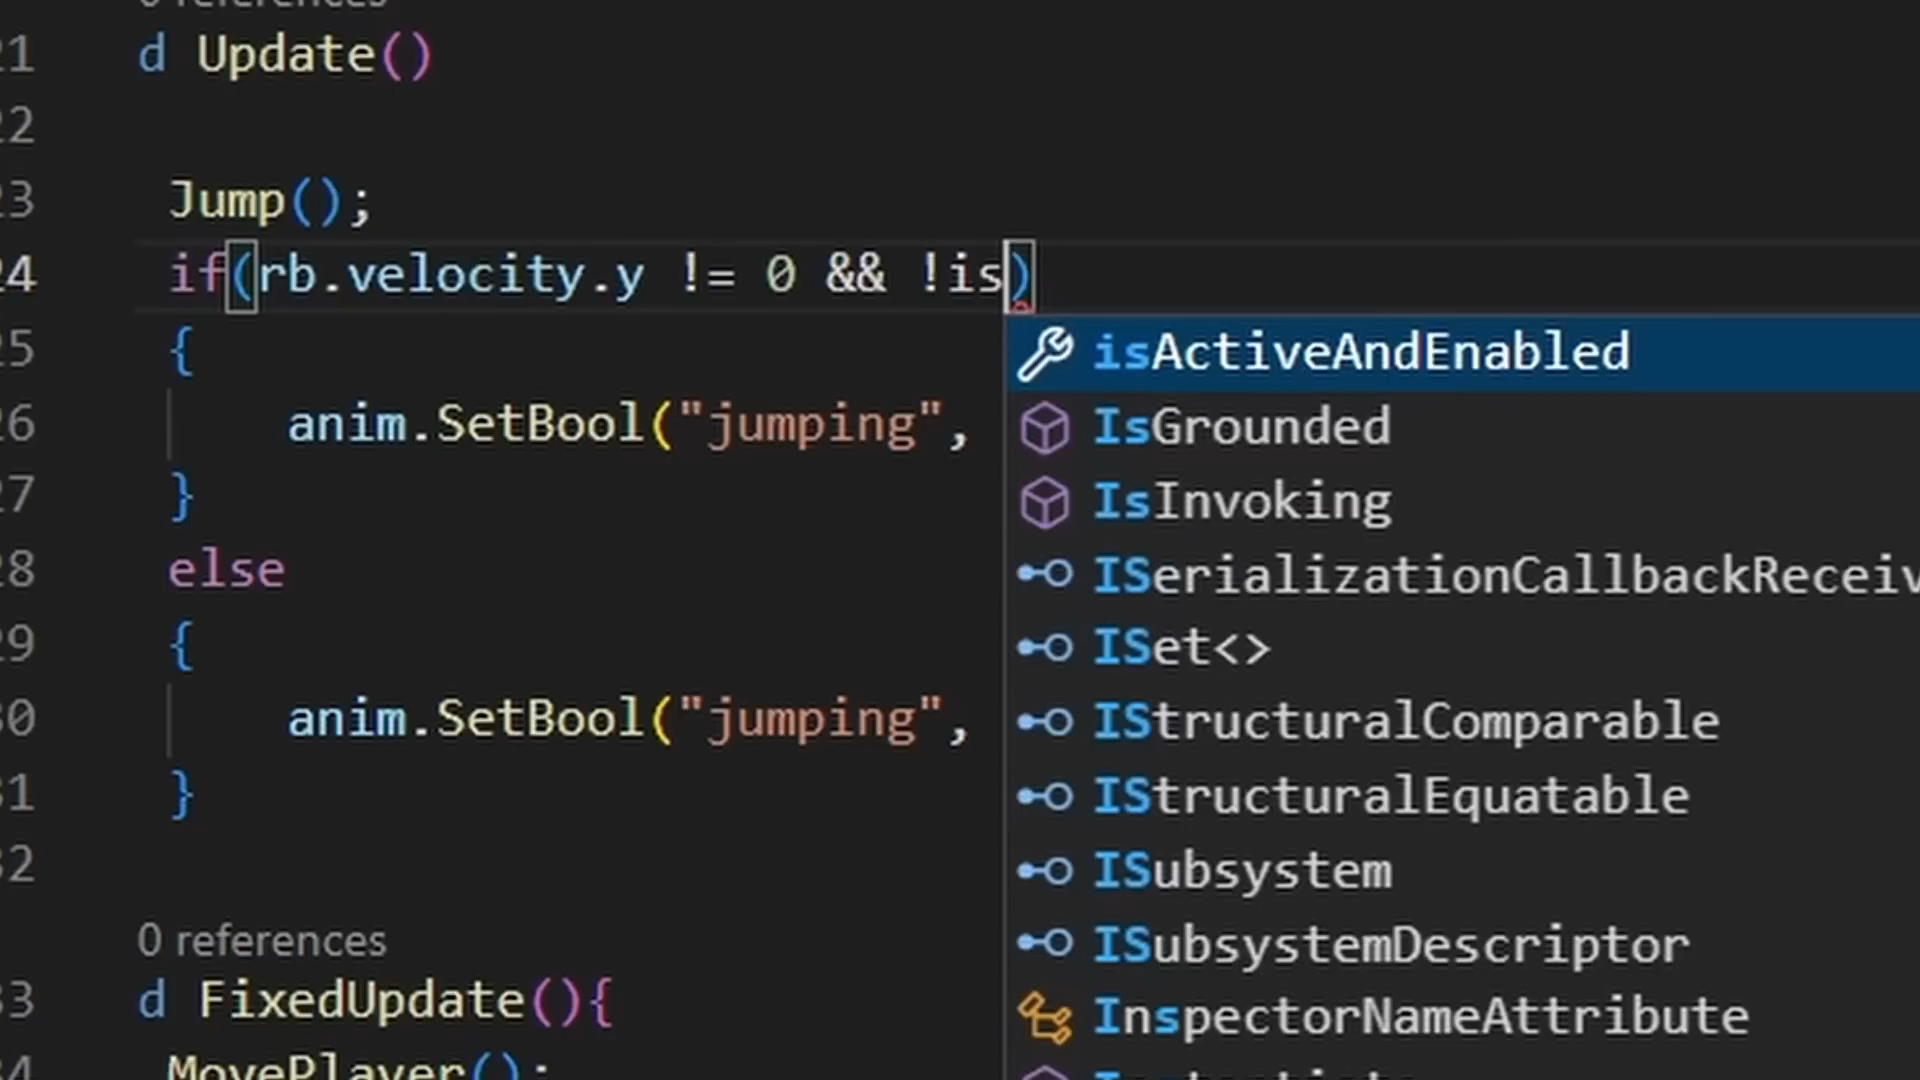 0 references
21 d Update()
22
23 Jump();
24 if(rb.velocity.y != 0 && !is)
25 {
26 anim.SetBool("jumping",
27 }
28 else
29 {
30 anim.SetBool("jumping",
31 }
32
0 references
33 d FixedUpdate(){
34 MovePlayer();
isActiveAndEnabled
IsGrounded
IsInvoking
ISerializationCallbackReceiv
ISet<>
IStructuralComparable
IStructuralEquatable
ISubsystem
ISubsystemDescriptor
InspectorNameAttribute